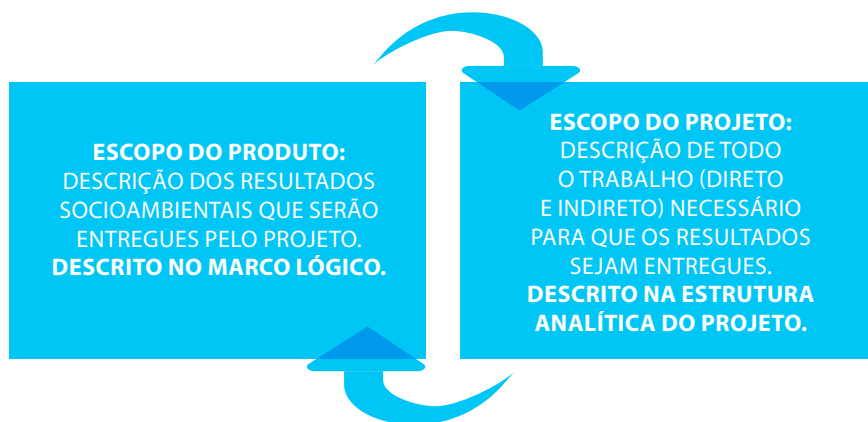 ESCOPO DO PRODUTO:
DESCRIÇÃO DOS RESULTADOS
SOCIOAMBIENTAIS QUE SERÃO
ENTREGUES PELO PROJETO.
DESCRITO NO MARCO LÓGICO.
ESCOPO DO PROJETO:
DESCRIÇÃO DE TODO
O TRABALHO (DIRETO
E INDIRETO) NECESSÁRIO
PARA QUE OS RESULTADOS
SEJAM ENTREGUES.
DESCRITO NA ESTRUTURA
ANALÍTICA DO PROJETO.